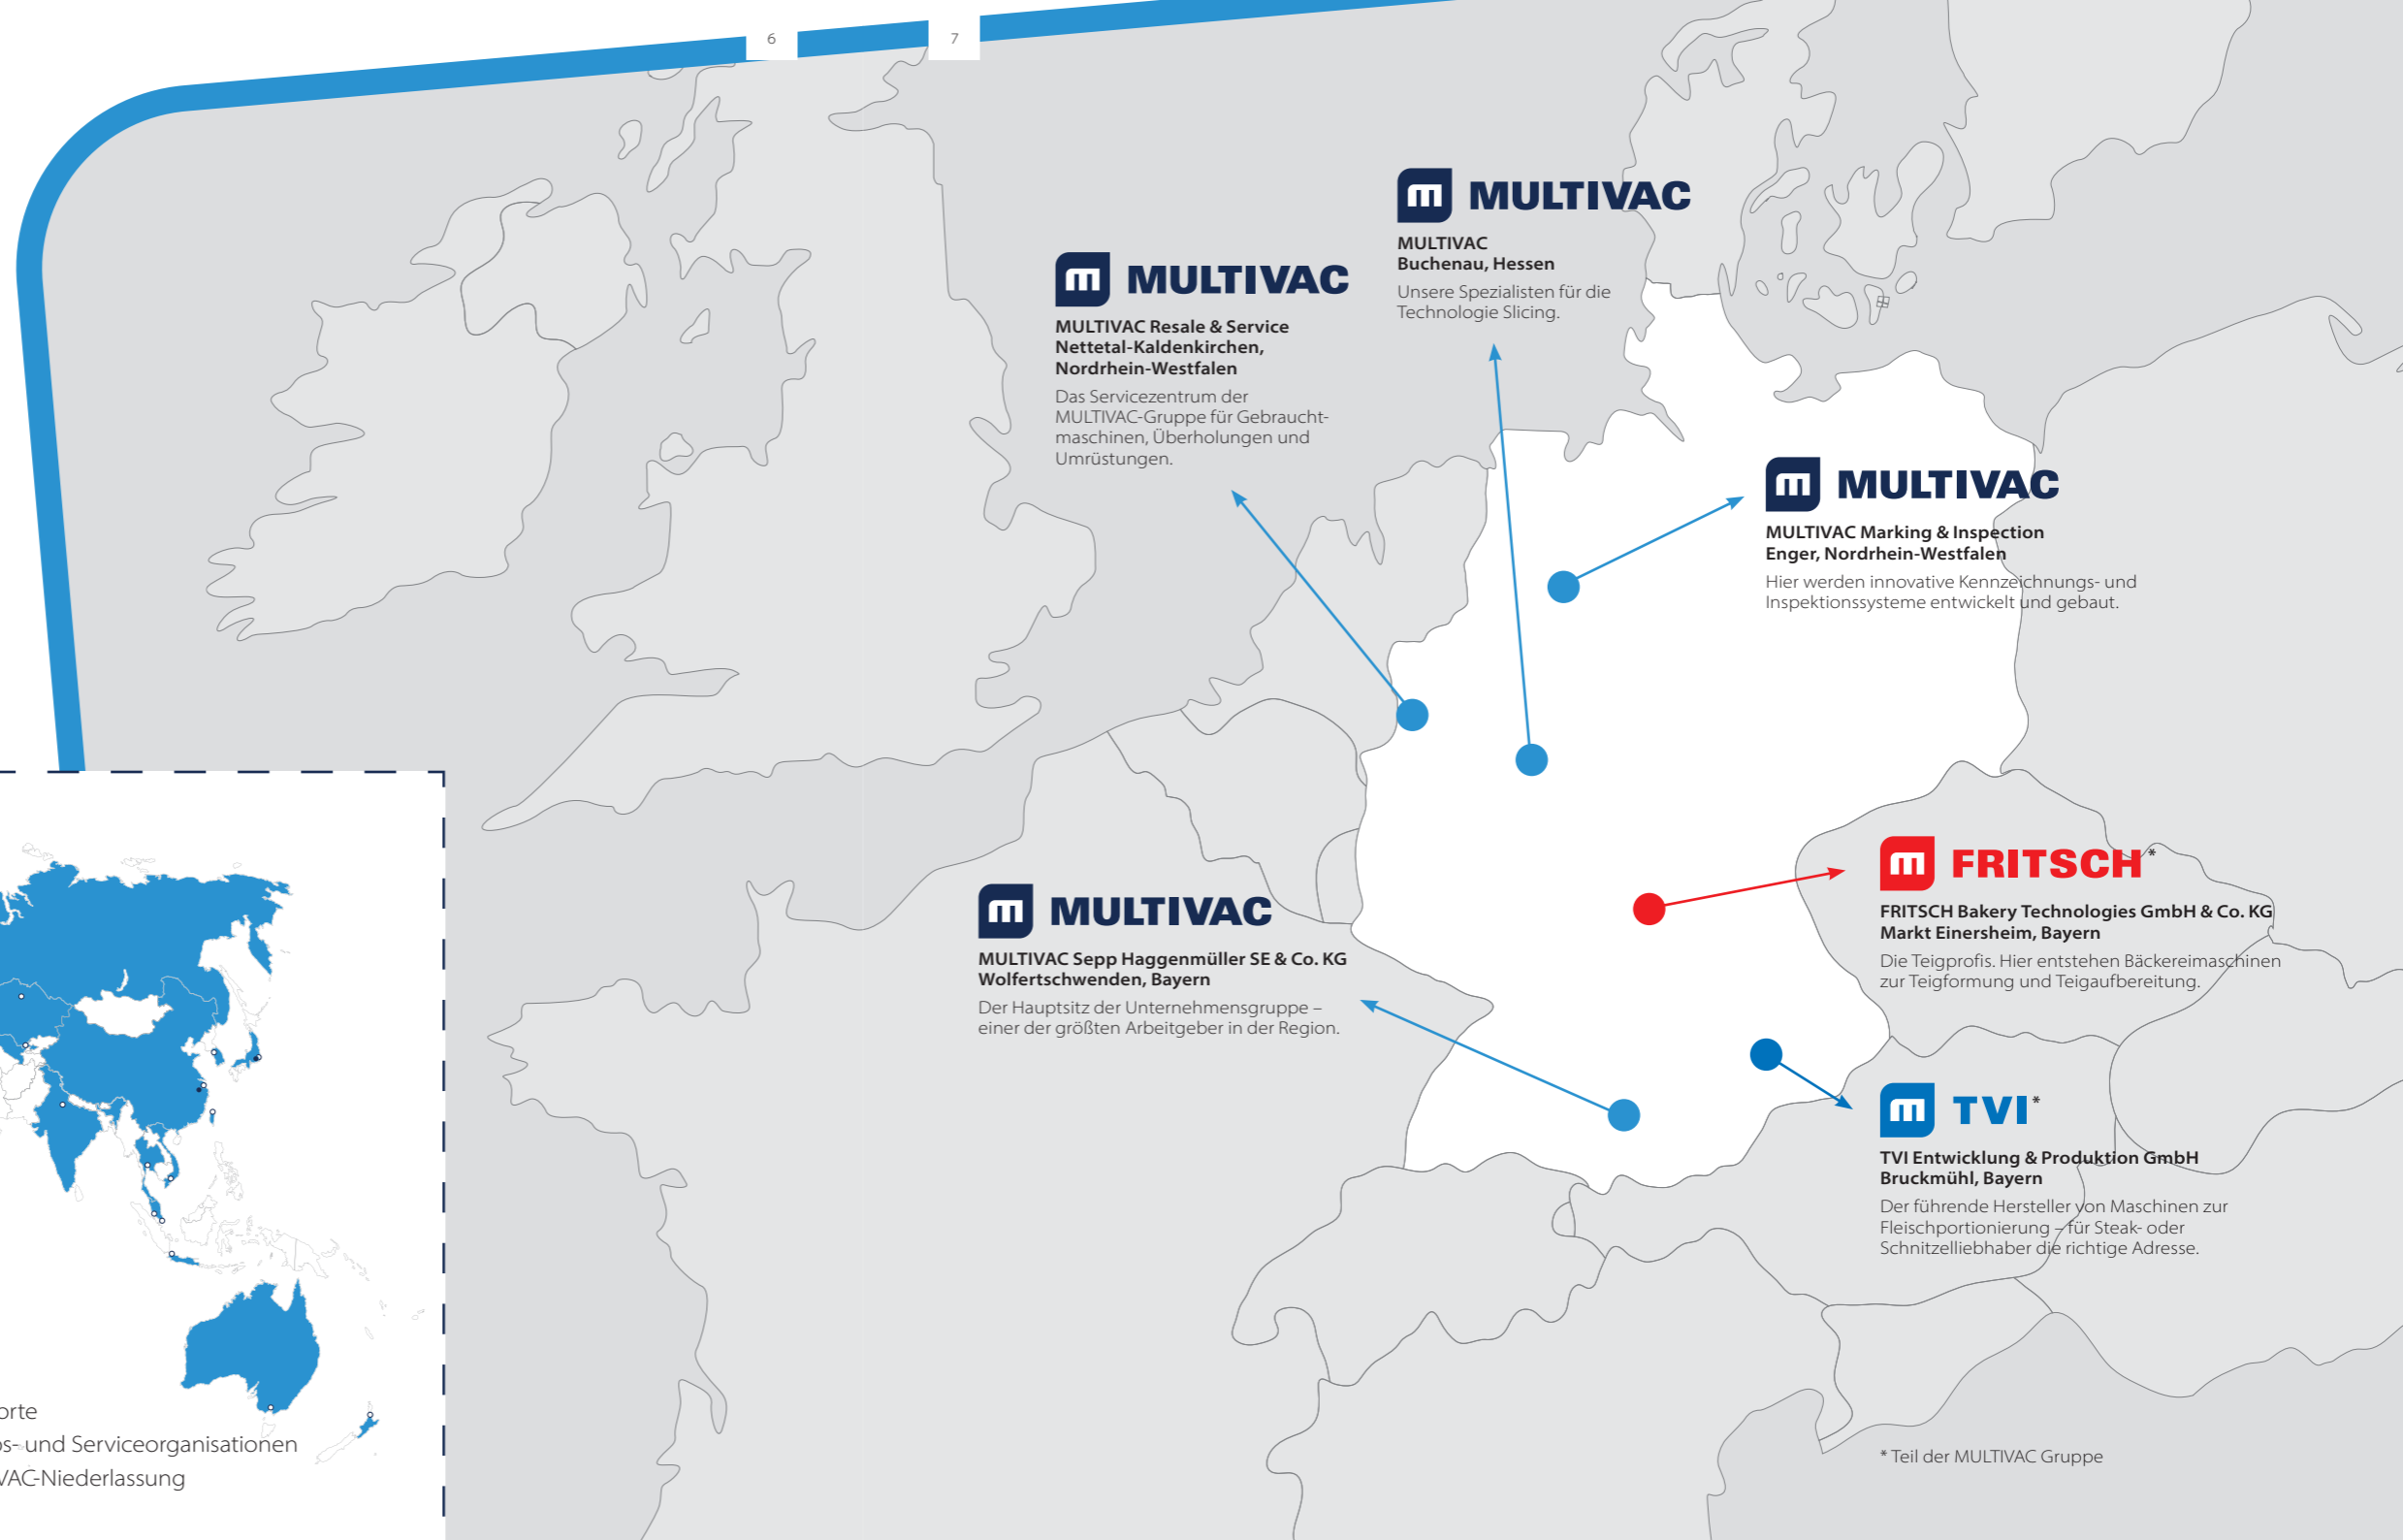 6
7
MULTIVAC
MULTIVAC
Buchenau, Hessen
Unsere Spezialisten für die
Technologie Slicing.
MULTIVAC
MULTIVAC Resale & Service
Nettetal-Kaldenkirchen,
Nordrhein-Westfalen
Das Servicezentrum der
MULTIVAC-Gruppe für Gebraucht-
maschinen, Überholungen und
Umrüstungen.
MULTIVAC
MULTIVAC Marking & Inspection
Enger, Nordrhein-Westfalen
Hier werden innovative Kennzeichnungs- und
Inspektionssysteme entwickelt und gebaut.
FRITSCH*
FRITSCH Bakery Technologies GmbH & Co. KG
Markt Einersheim, Bayern
Die Teigprofis. Hier entstehen Bäckereimaschinen
zur Teigformung und Teigaufbereitung.
MULTIVAC
MULTIVAC Sepp Haggenmüller SE & Co. KG
Wolfertschwenden, Bayern
Der Hauptsitz der Unternehmensgruppe –
einer der größten Arbeitgeber in der Region.
TVI*
TVI Entwicklung & Produktion GmbH
Bruckmühl, Bayern
Der führende Hersteller von Maschinen zur
Fleischportionierung – für Steak- oder
Schnitzelliebhaber die richtige Adresse.
orte
s- und Serviceorganisationen
VAC-Niederlassung
* Teil der MULTIVAC Gruppe